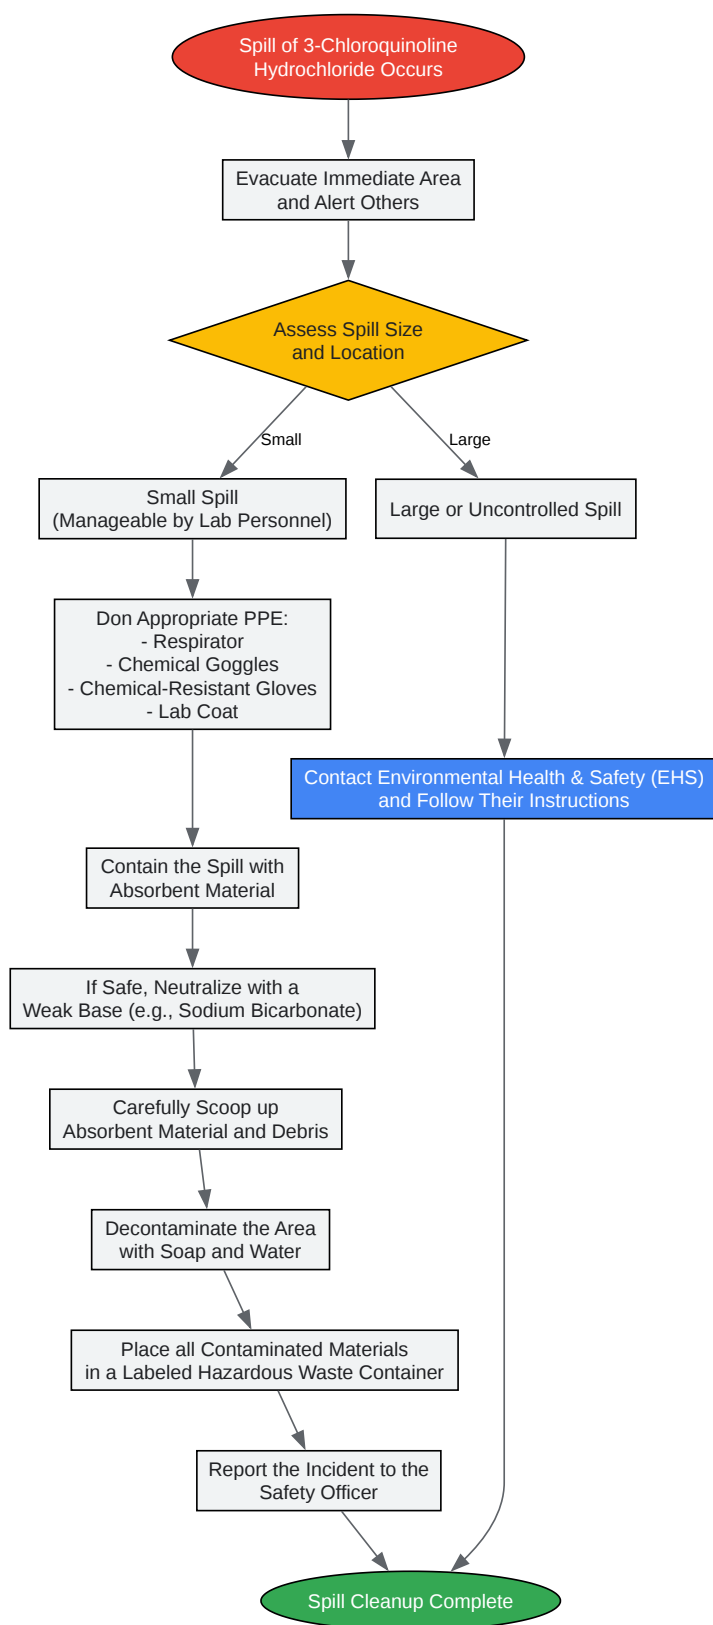 Spill of 3-Chloroquinoline
Hydrochloride Occurs
Evacuate Immediate Area
and Alert Others
Assess Spill Size
and Location
Small
Large
Small Spill
(Manageable by Lab Personnel)
Large or Uncontrolled Spill
Don Appropriate PPE:
- Respirator
- Chemical Goggles
- Chemical-Resistant Gloves
- Lab Coat
Contact Environmental Health & Safety (EHS)
and Follow Their Instructions
Contain the Spill with
Absorbent Material
If Safe, Neutralize with a
Weak Base (e.g., Sodium Bicarbonate)
Carefully Scoop up
Absorbent Material and Debris
Decontaminate the Area
with Soap and Water
Place all Contaminated Materials
in a Labeled Hazardous Waste Container
Report the Incident to the
Safety Officer
Spill Cleanup Complete